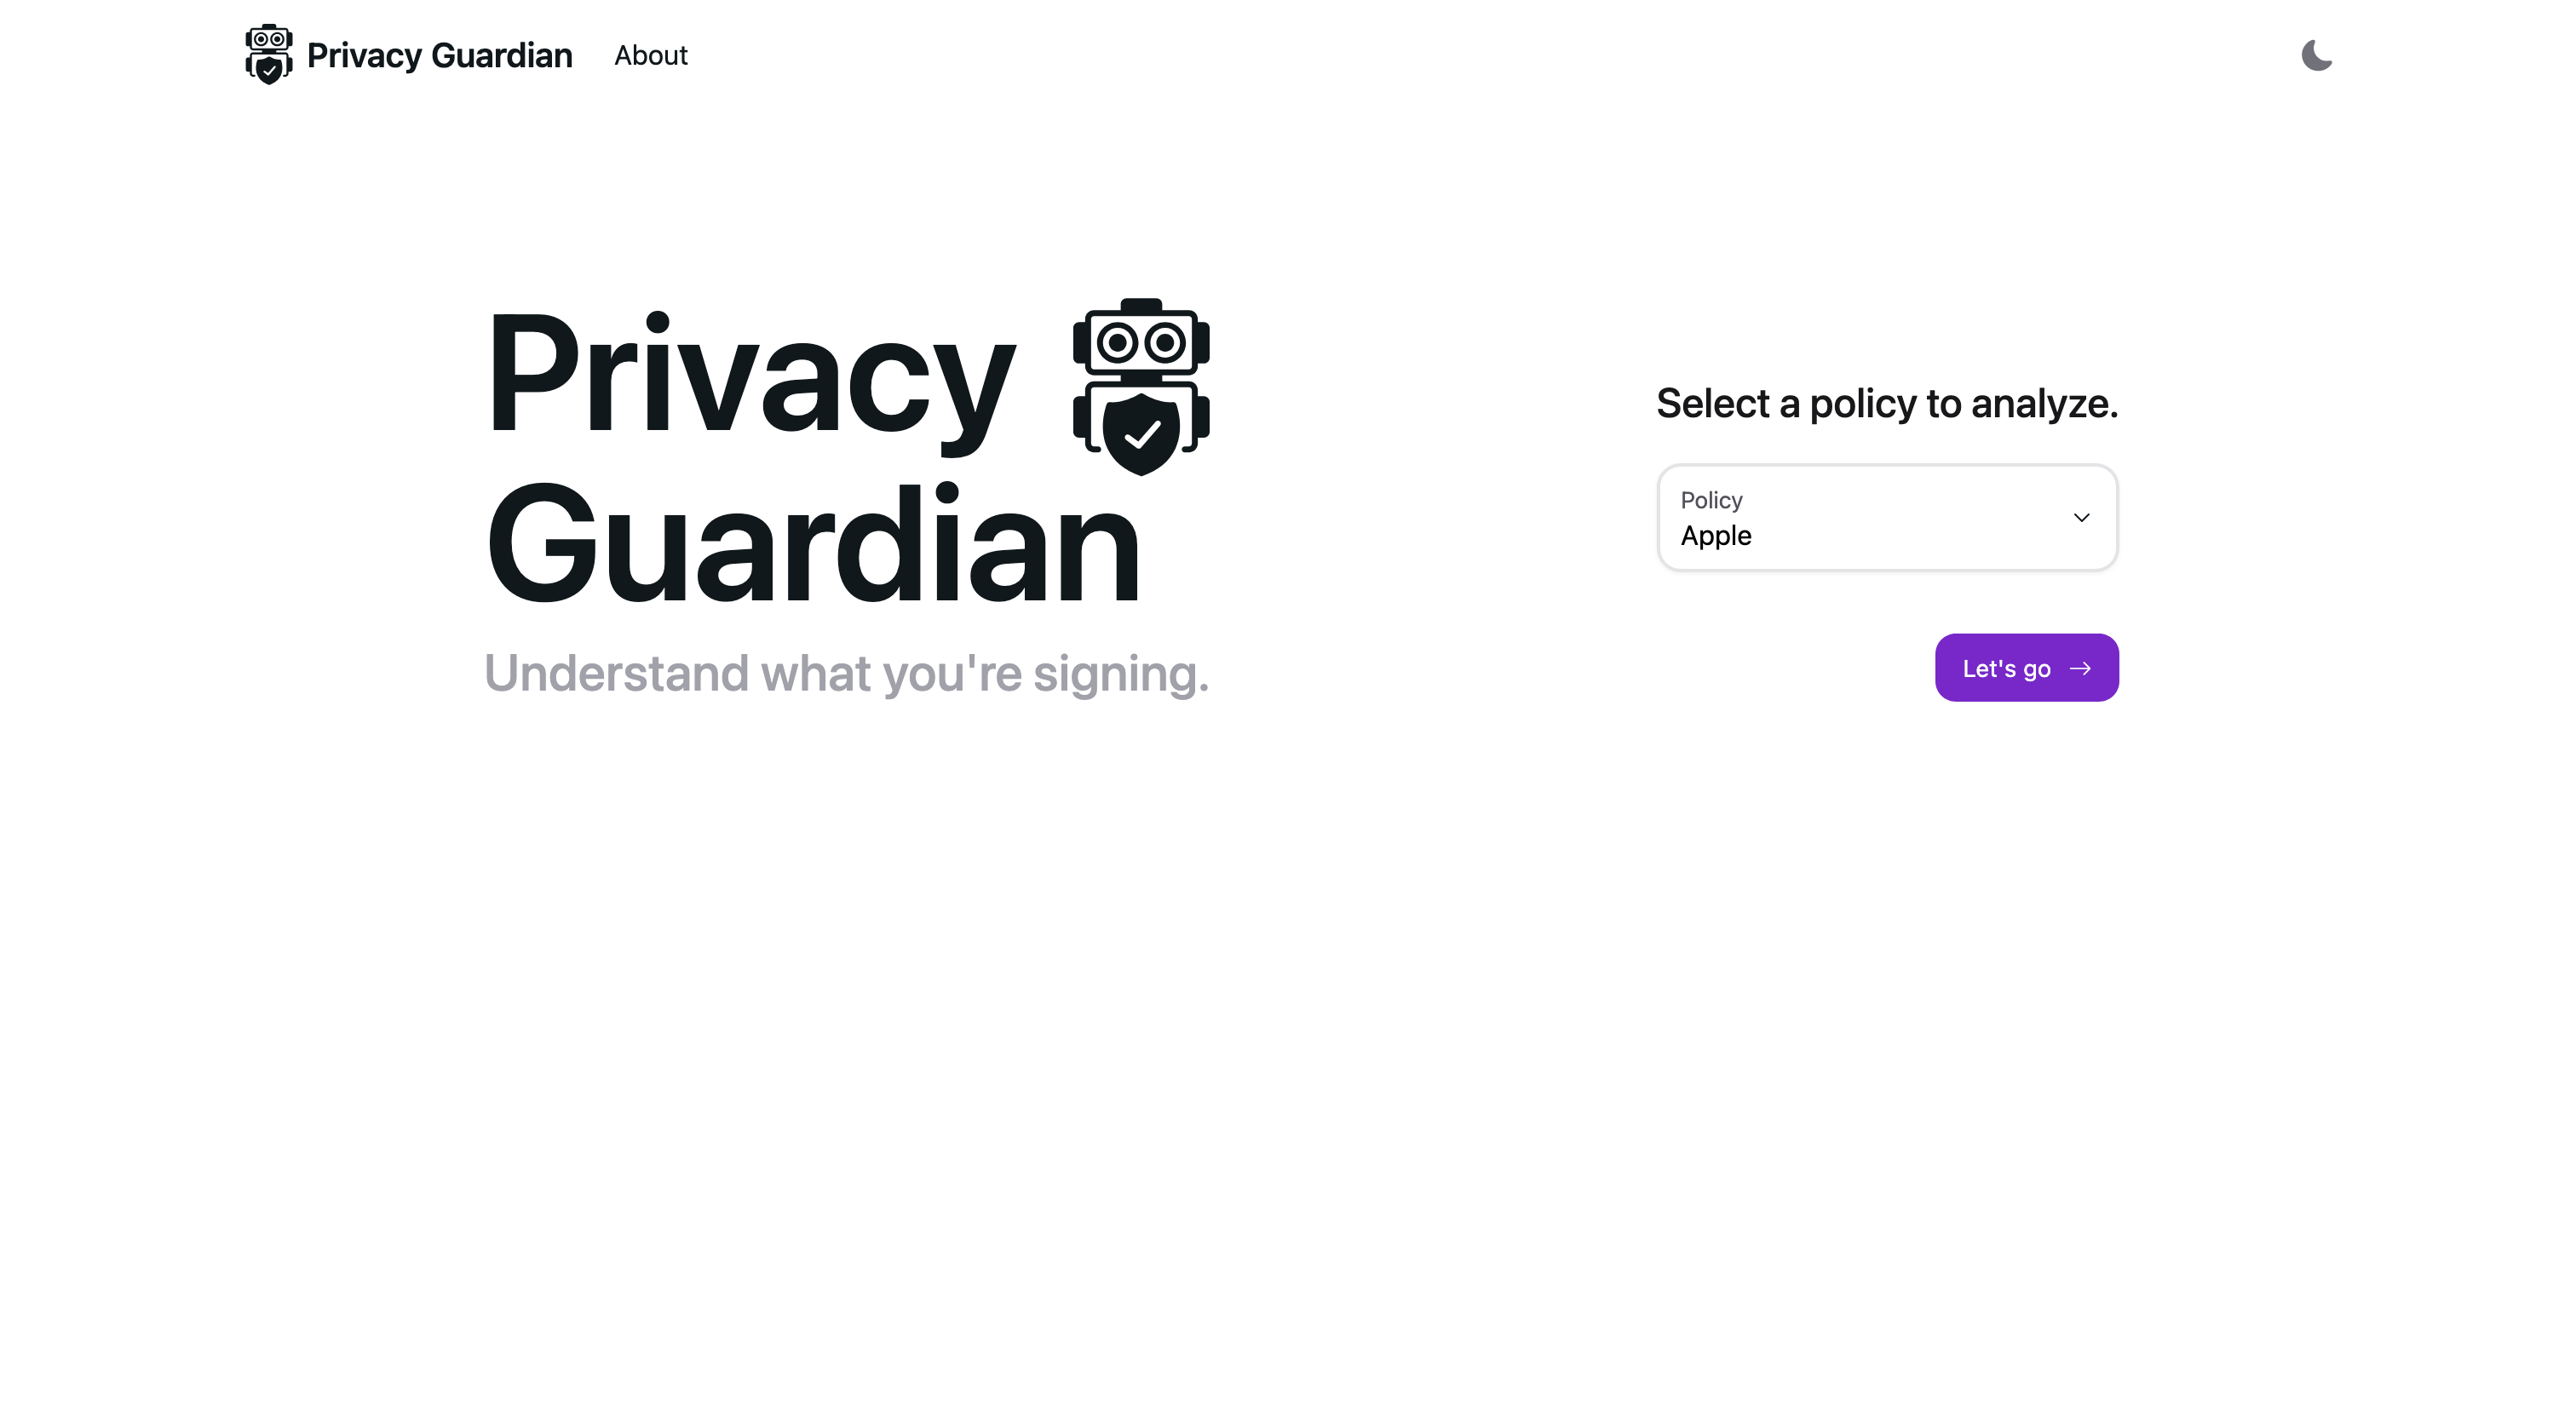 Privacy Guardian
About
Privacy
Guardian
Understand what you're signing.
Select a policy to analyze.
Policy
Apple
Let's go